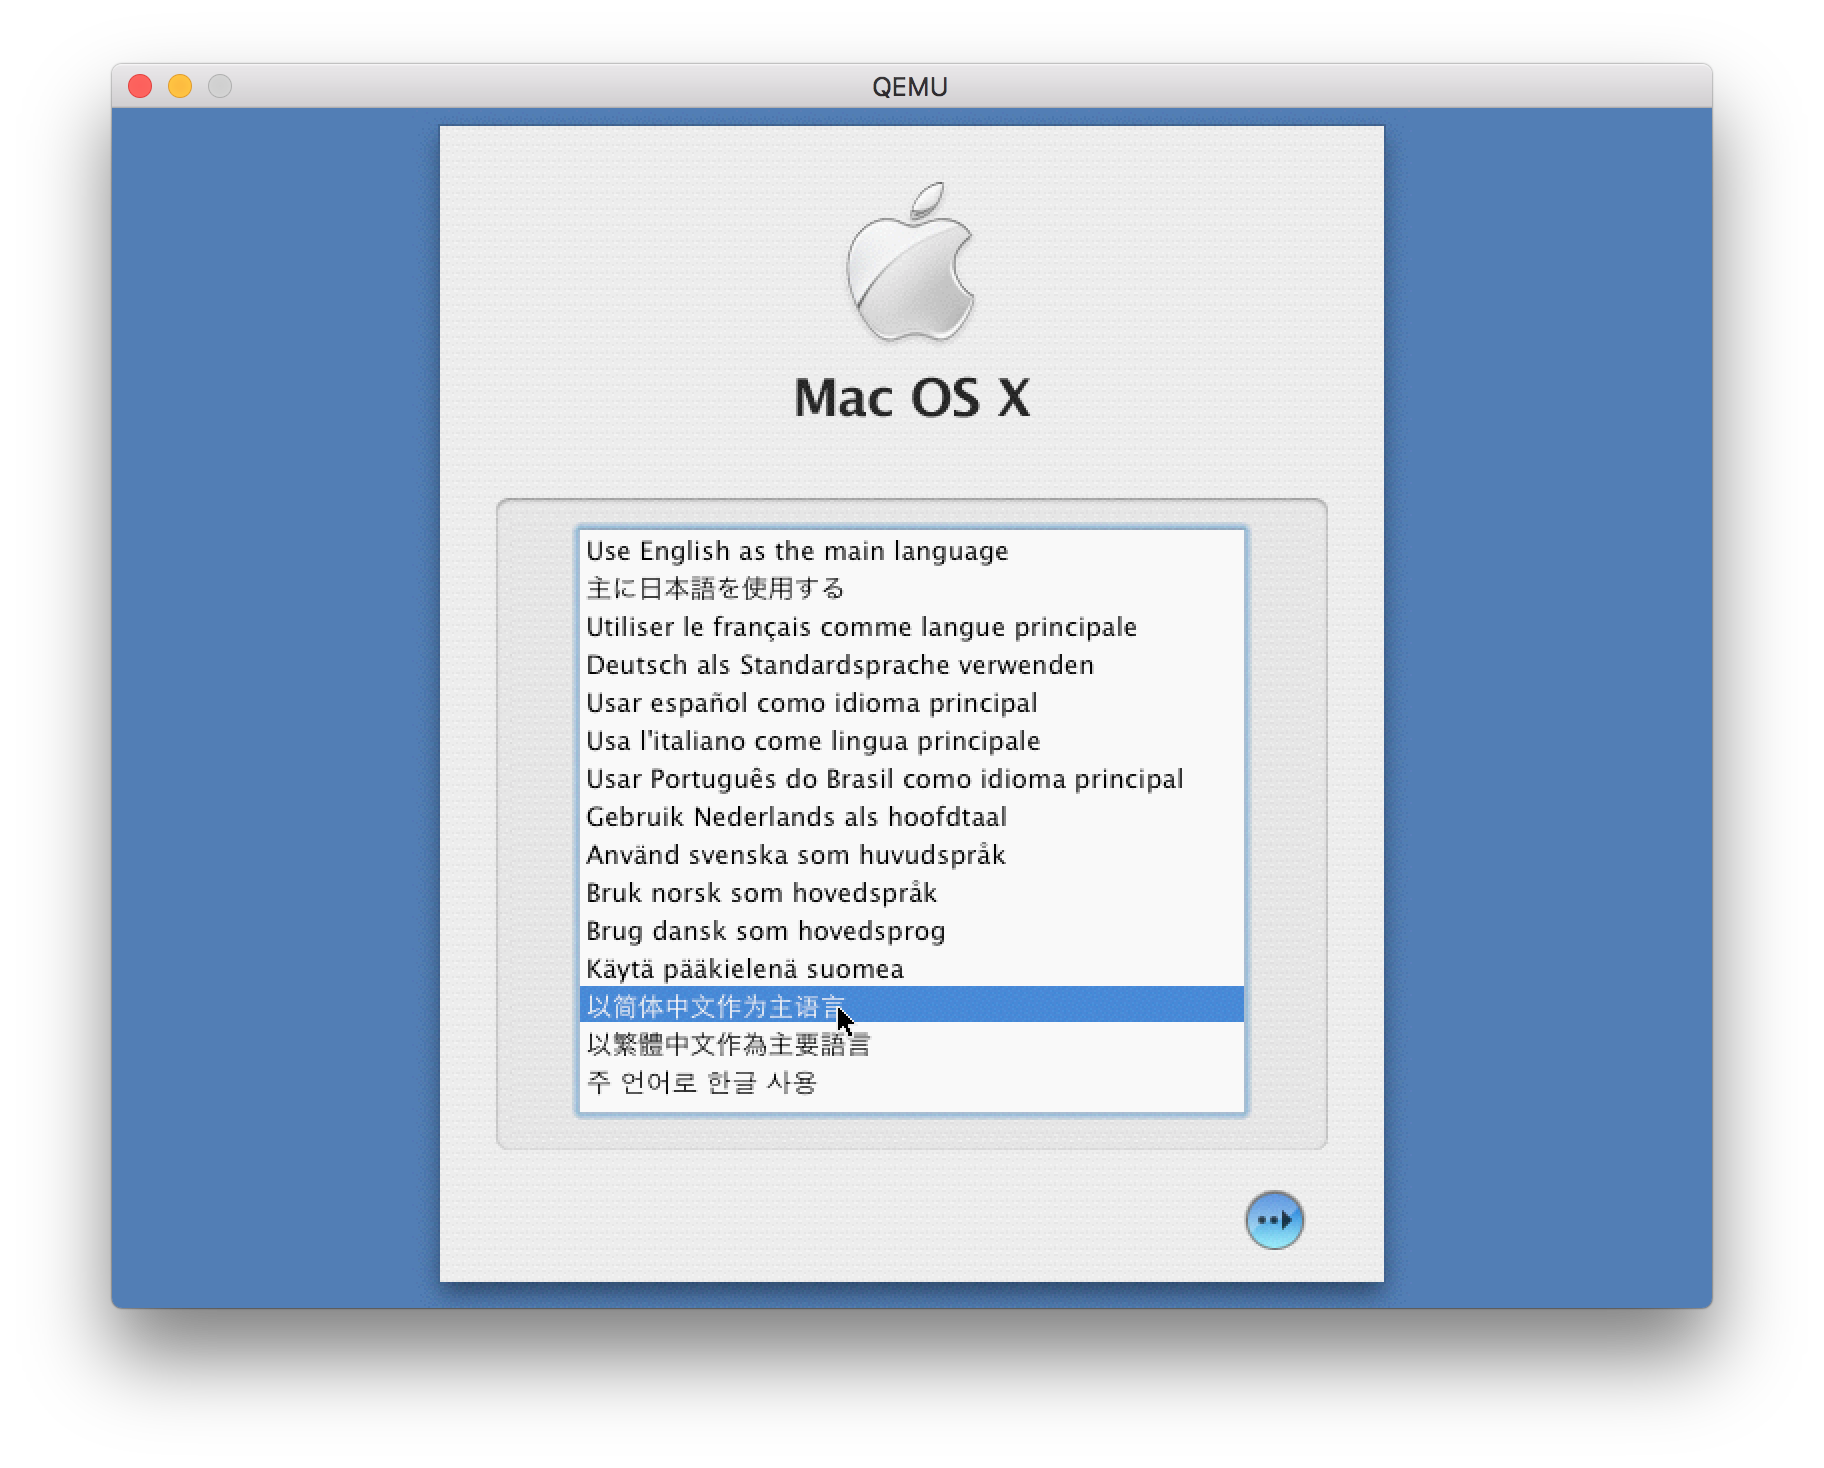 QEMU
Mac OS X
Use English as the main language
主に日本語を使用する
Utiliser le français comme langue principale
Deutsch als Standardsprache verwenden
Usar español como idioma principal
Usa l'italiano come lingua principale
Usar Português do Brasil como idioma principal
Gebruik Nederlands als hoofdtaal
Använd svenska som huvudspråk
Bruk norsk som hovedspråk
Brug dansk som hovedsprog
Käytä pääkielenä suomea
以简体中文作为主语言
以繁體中文作為主要語言
주 언어로 한글 사용